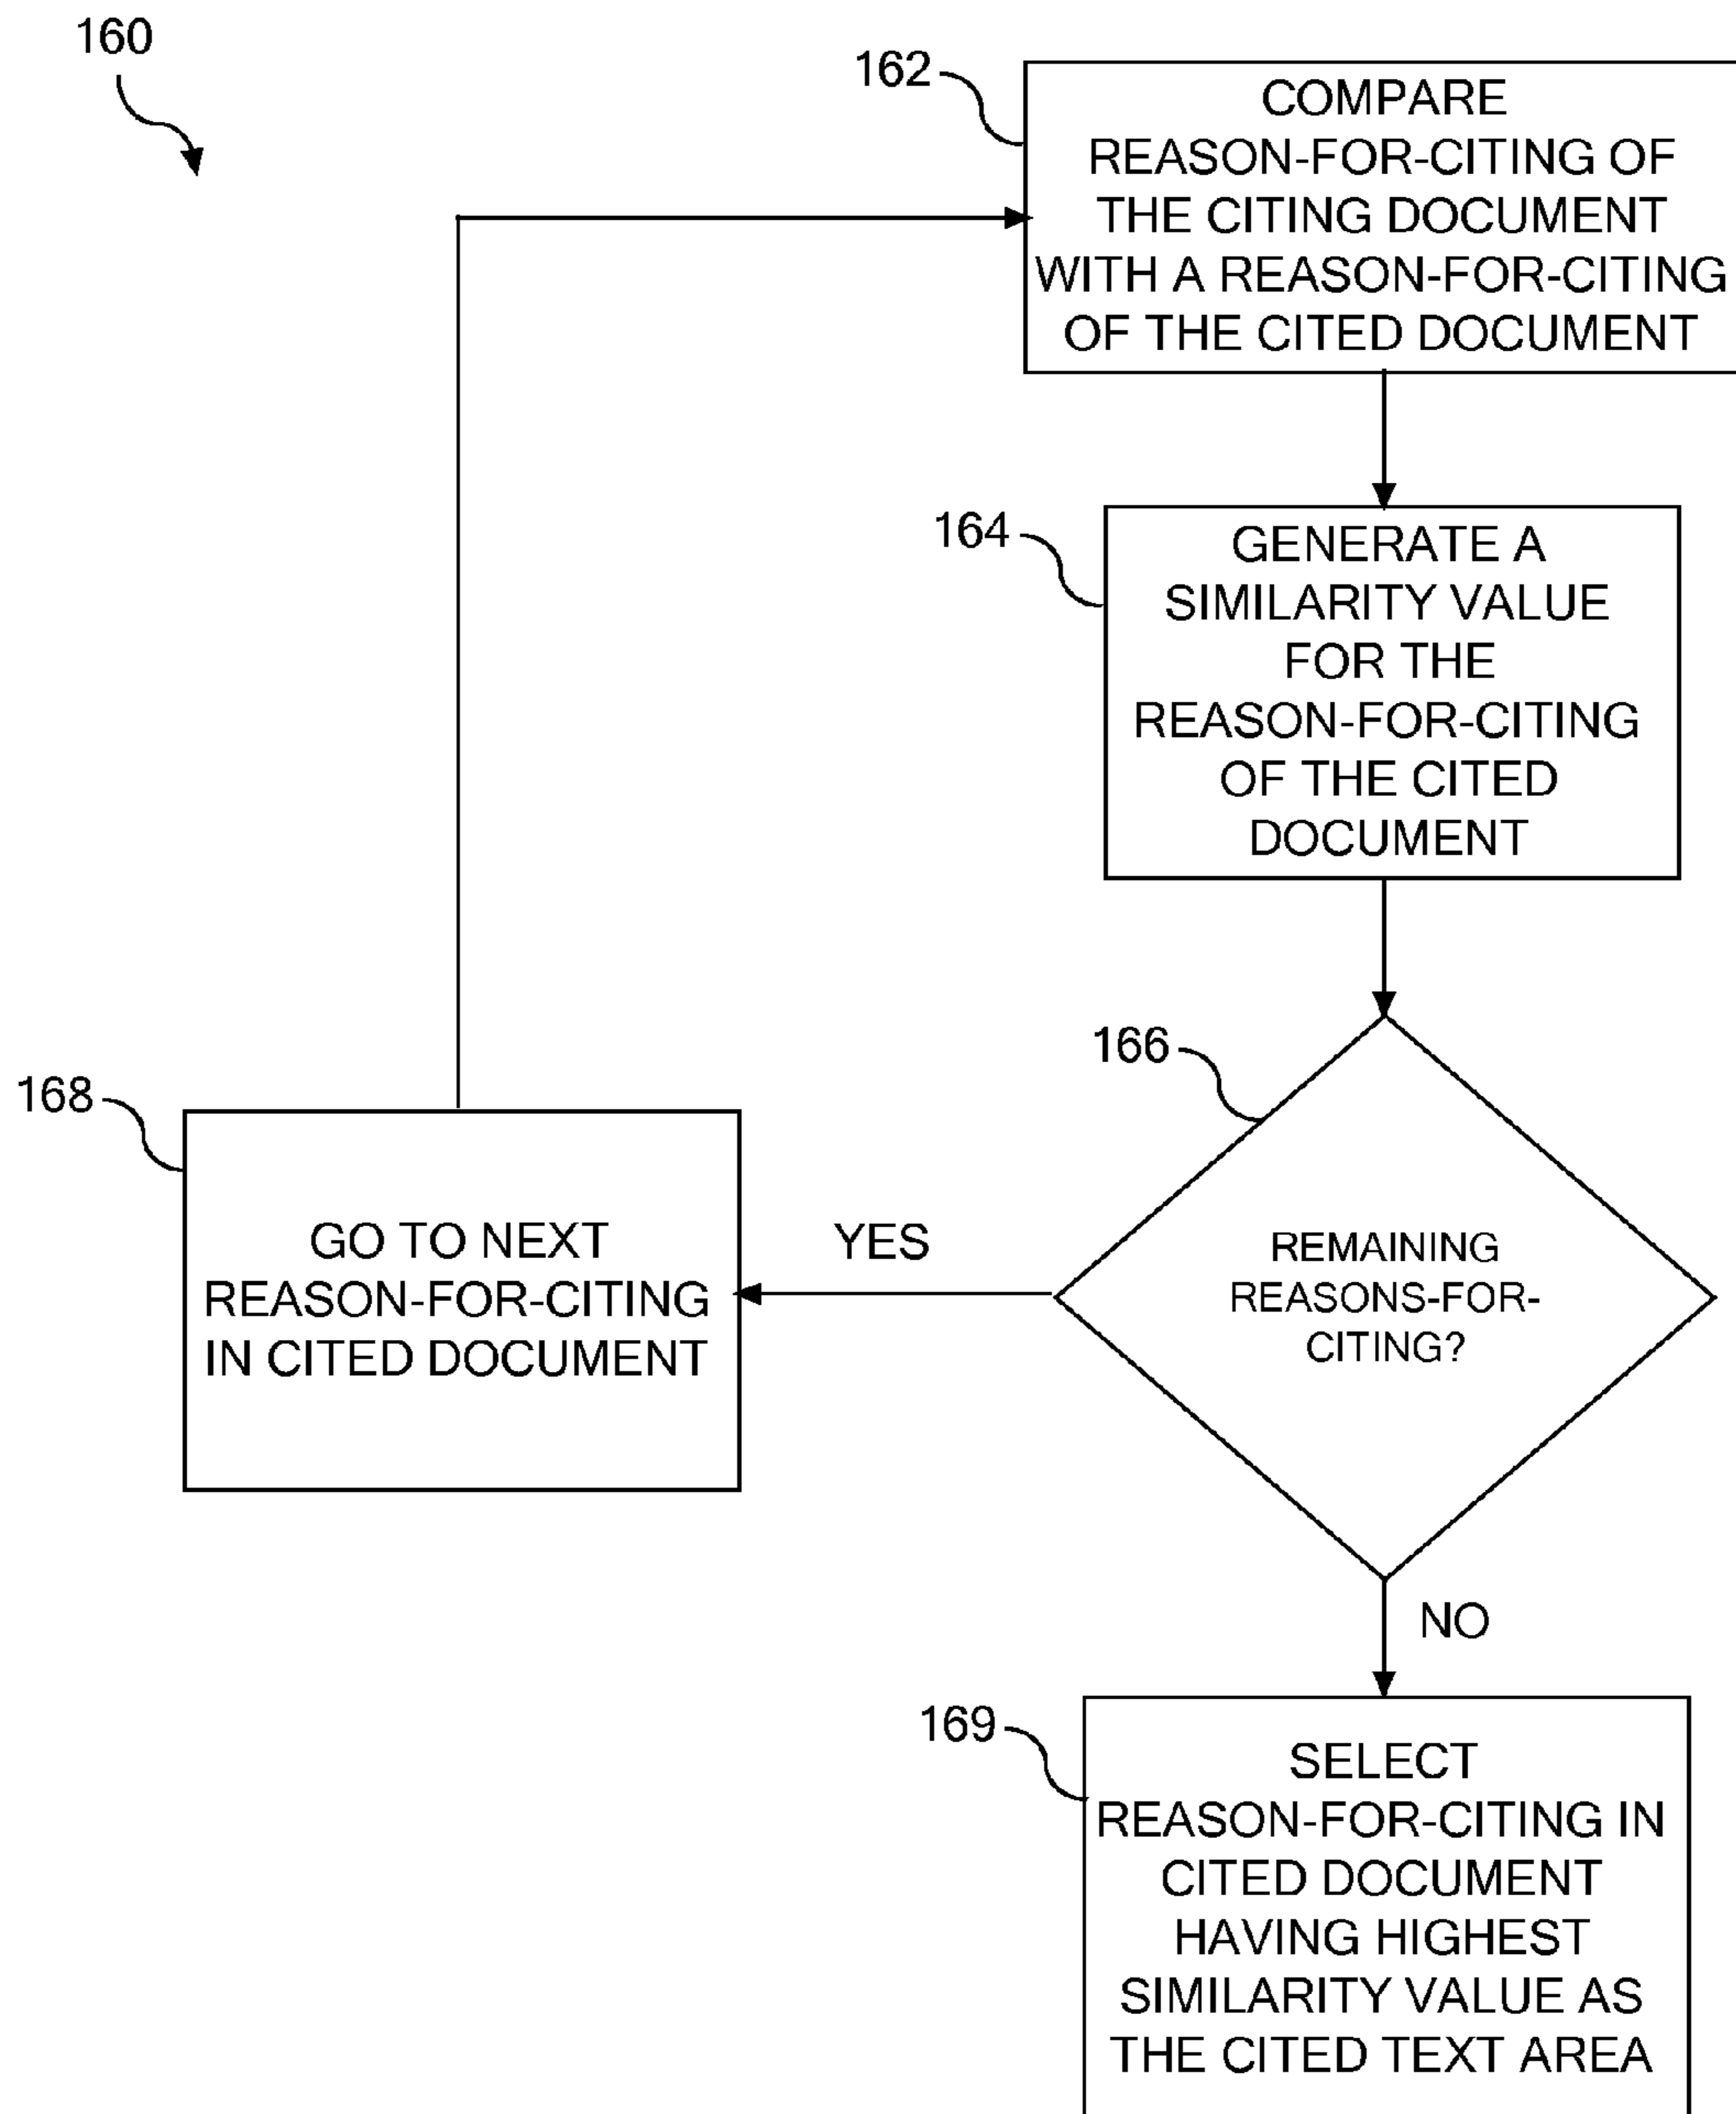 160
162
COMPARE
REASON-FOR-CITING OF
THE CITING DOCUMENT
WITH A REASON-FOR-CITING
OF THE CITED DOCUMENT
164
GENERATE A
SIMILARITY VALUE
FOR THE
REASON-FOR-CITING
OF THE CITED
DOCUMENT
166
REMAINING
REASONS-FOR-
CITING?
YES
168
GO TO NEXT
REASON-FOR-CITING
IN CITED DOCUMENT
NO
169
SELECT
REASON-FOR-CITING IN
CITED DOCUMENT
HAVING HIGHEST
SIMILARITY VALUE AS
THE CITED TEXT AREA